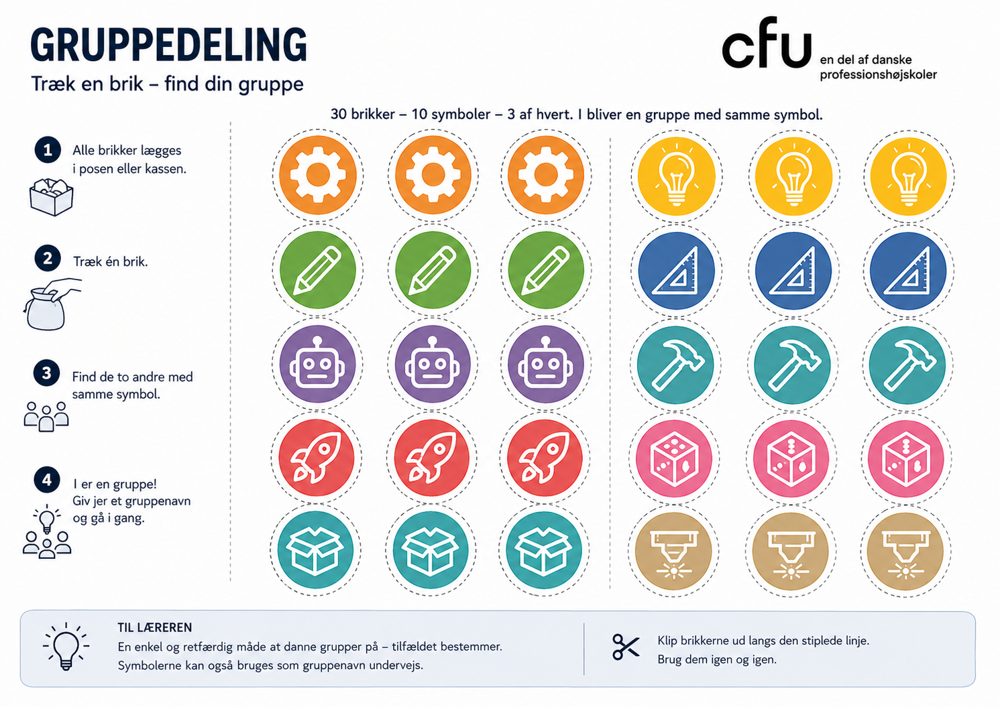 GRUPPEDELING
Træk en brik – find din gruppe
cfu en del af danske
professionshøjskoler
30 brikker – 10 symboler – 3 af hvert. I bliver en gruppe med samme symbol.
1 Alle brikker lægges
i posen eller kassen.
2 Træk én brik.
3 Find de to andre med
samme symbol.
4 I er en gruppe!
Giv jer et gruppenavn
og gå i gang.
TIL LÆREREN
En enkel og retfærdig måde at danne grupper på – tilfældet bestemmer.
Symbolerne kan også bruges som gruppenavn undervejs.
Klip brikkerne ud langs den stiplede linje.
Brug dem igen og igen.